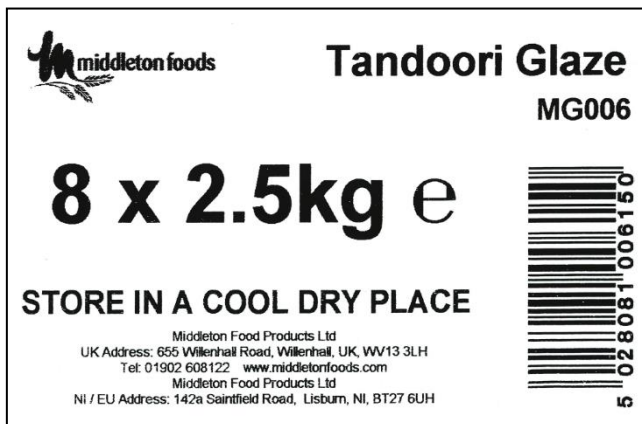 middleton foods
Tandoori Glaze
MG006
8 x 2.5kg ℮
STORE IN A COOL DRY PLACE
Middleton Food Products Ltd
UK Address: 655 Willenhall Road, Willenhall, UK, WV13 3LH
Tel: 01902 608122 www.middletonfoods.com
Middleton Food Products Ltd
NI / EU Address: 142a Saintfield Road, Lisburn, NI, BT27 6UH
5 028081 006150